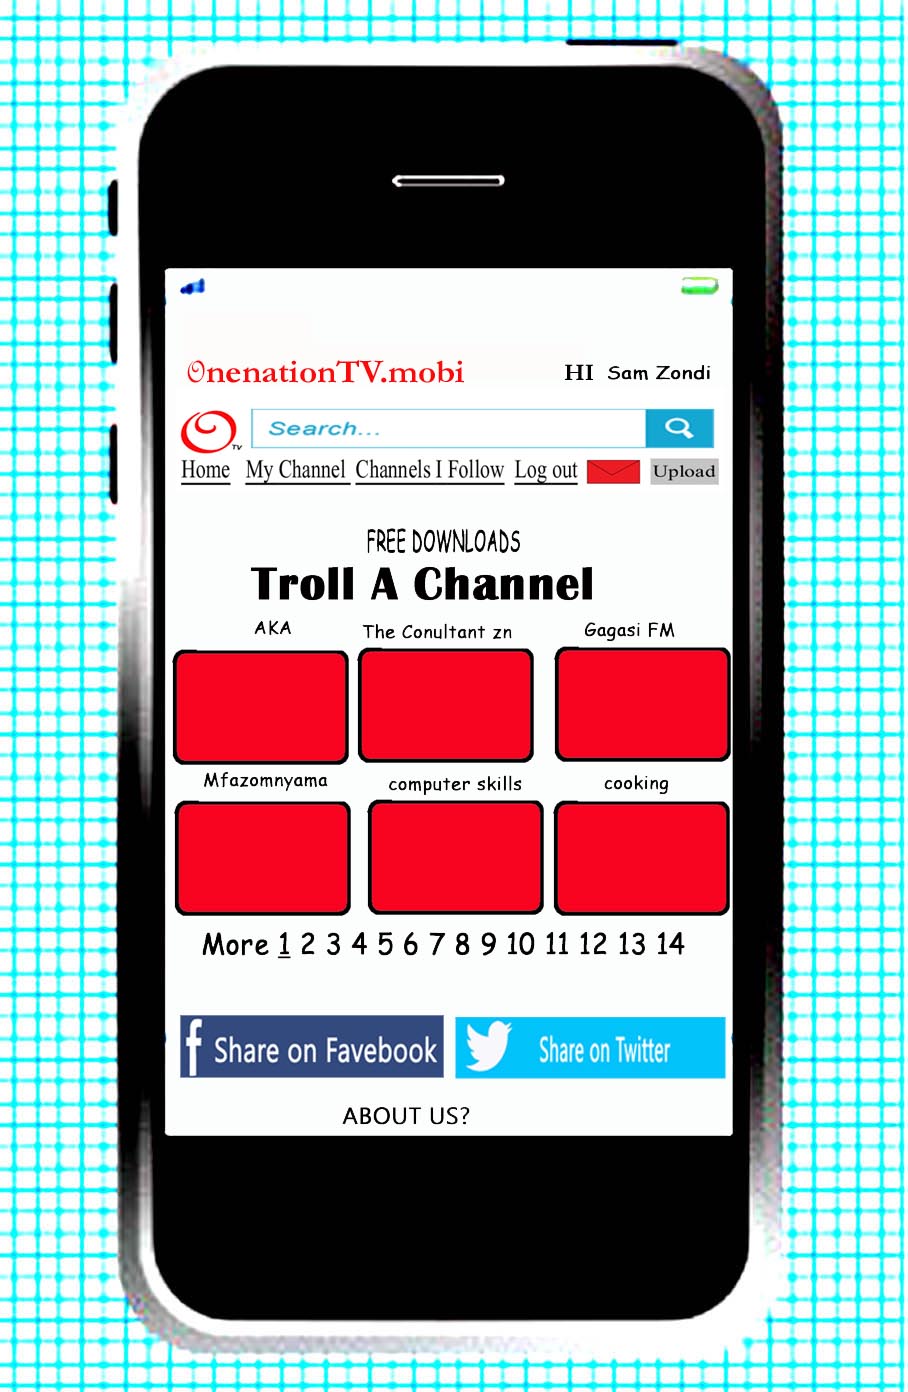 OnenationTV.mobi HI Sam Zondi
TV Search...
Home My Channel Channels I Follow Log out Upload
FREE DOWNLOADS
Troll A Channel
AKA The Conultant zn Gagasi FM
Mfazomnyama computer skills cooking
More 1 2 3 4 5 6 7 8 9 10 11 12 13 14
f Share on Favebook Share on Twitter
ABOUT US?